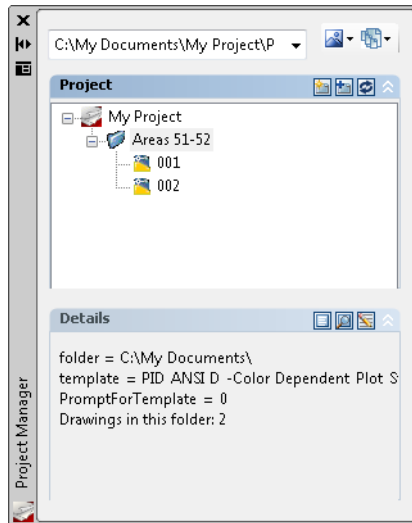 C:\My Documents\My Project\P
Project
My Project
Areas 51-52
001
002
Details
folder = C:\My Documents\
template = PID ANSI D -Color Dependent Plot S
PromptForTemplate = 0
Drawings in this folder: 2
Project Manager